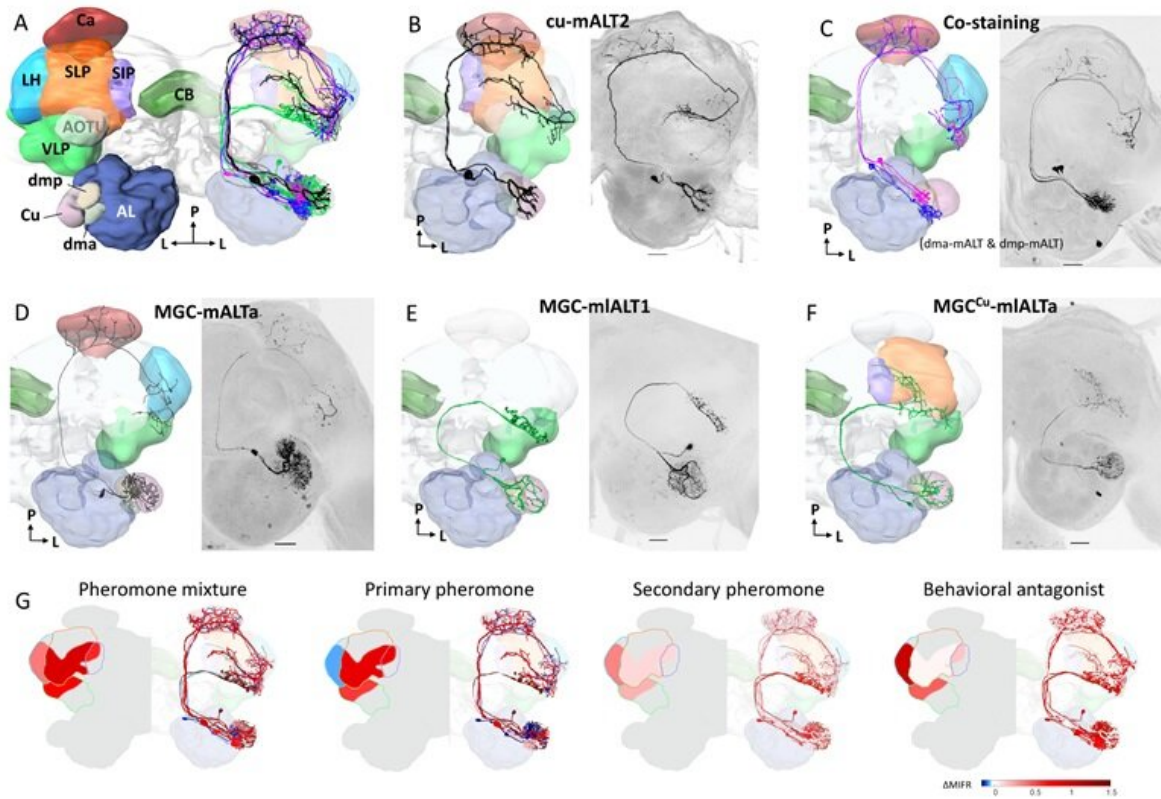 A
Ca
LH
SLP
SIP
CB
AOTU
VLP
dmp
Cu
AL
dma
P
L L
B
cu-mALT2
P
L
C
Co-staining
P
L
(dma-mALT & dmp-mALT)
D
MGC-mALTa
P
L
E
MGC-mlALT1
P
L
F
MGCCu-mlALTa
P
L
G
Pheromone mixture
Primary pheromone
Secondary pheromone
Behavioral antagonist
ΔMIFR
0 0.5 1 1.5